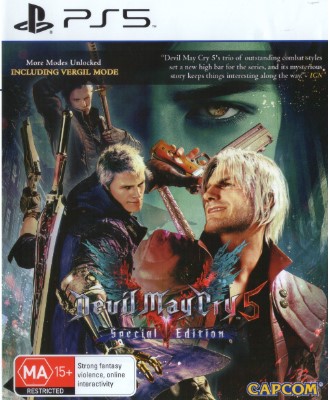 PS5
More Modes Unlocked
INCLUDING VERGIL MODE
"Devil May Cry 5's trio of outstanding combat styles
set a new high bar for the series, and its mysterious
story keeps things interesting along the way." - IGN
Devil May Cry 5
Special Edition
MA 15+
RESTRICTED
Strong fantasy
violence, online
interactivity
CAPCOM